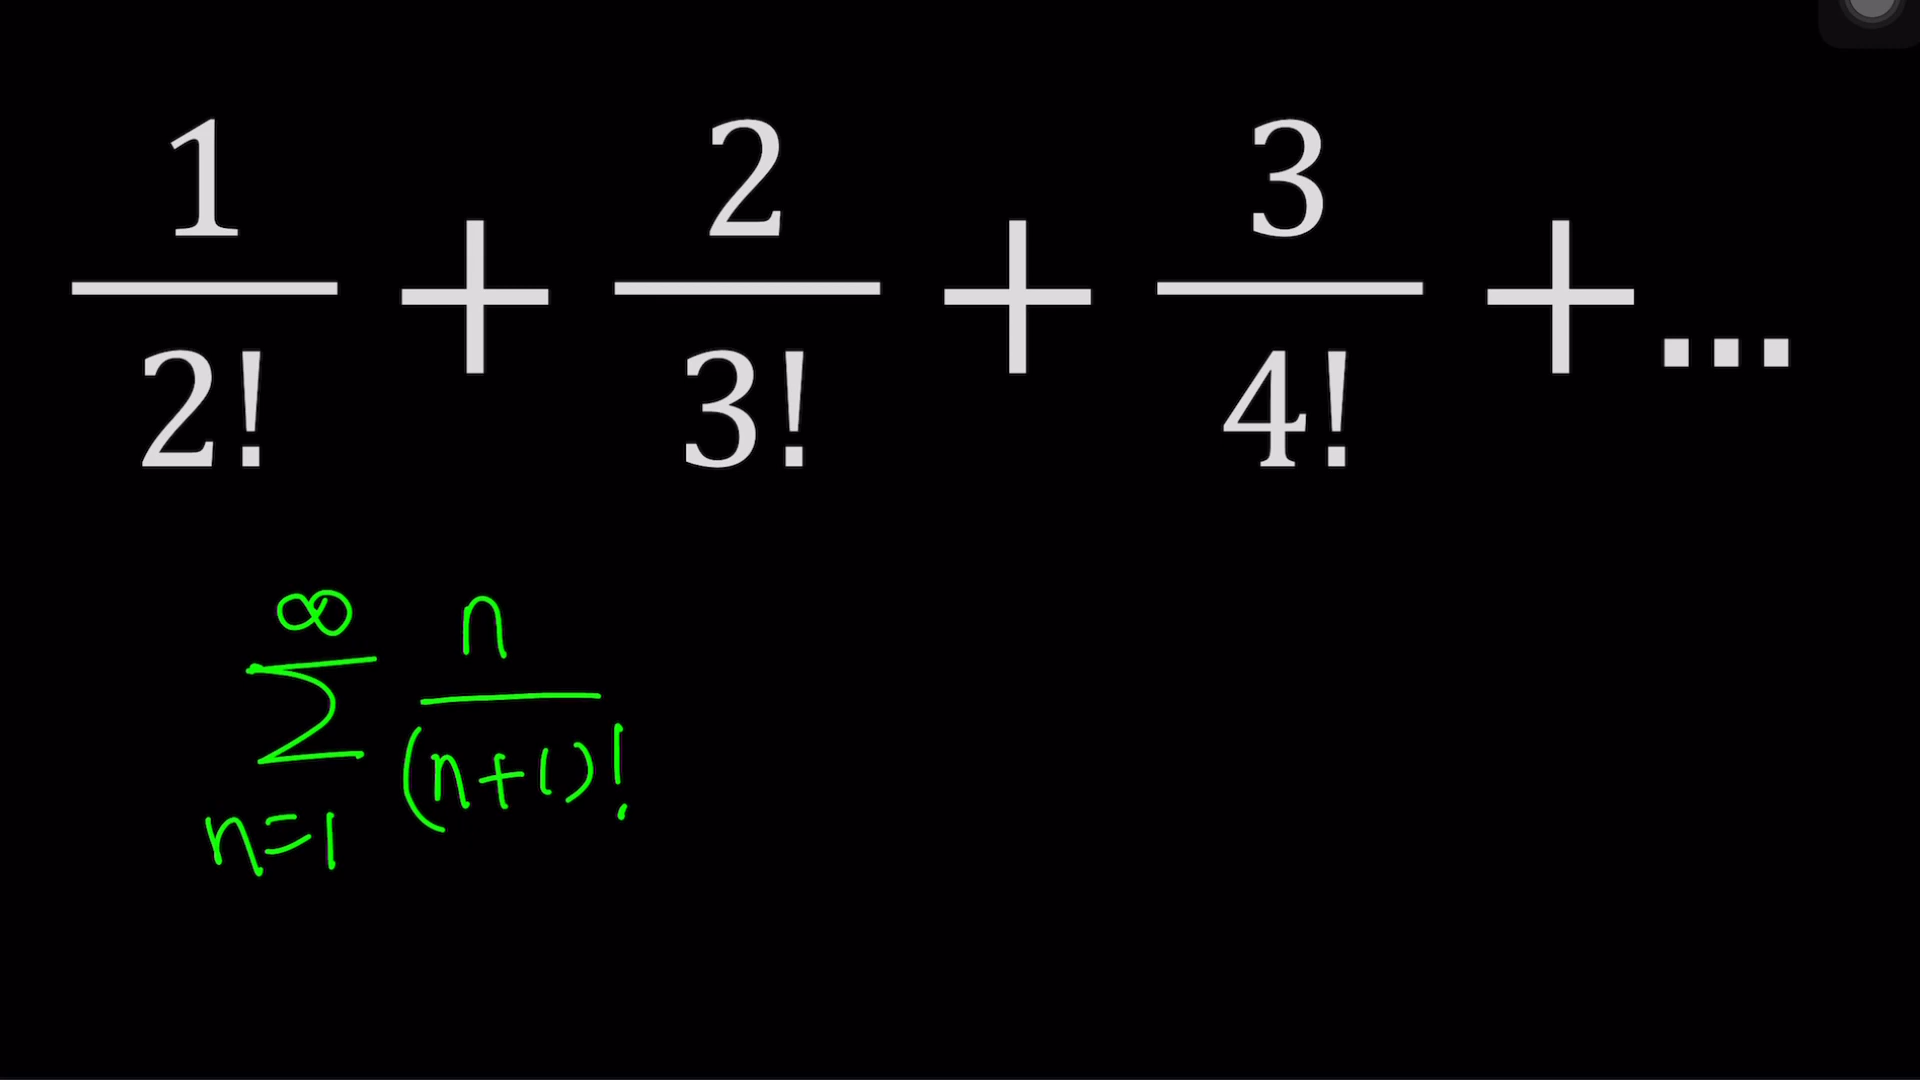 1/2! + 2/3! + 3/4! + ...
∞
∑ n/(n+1)!
n=1